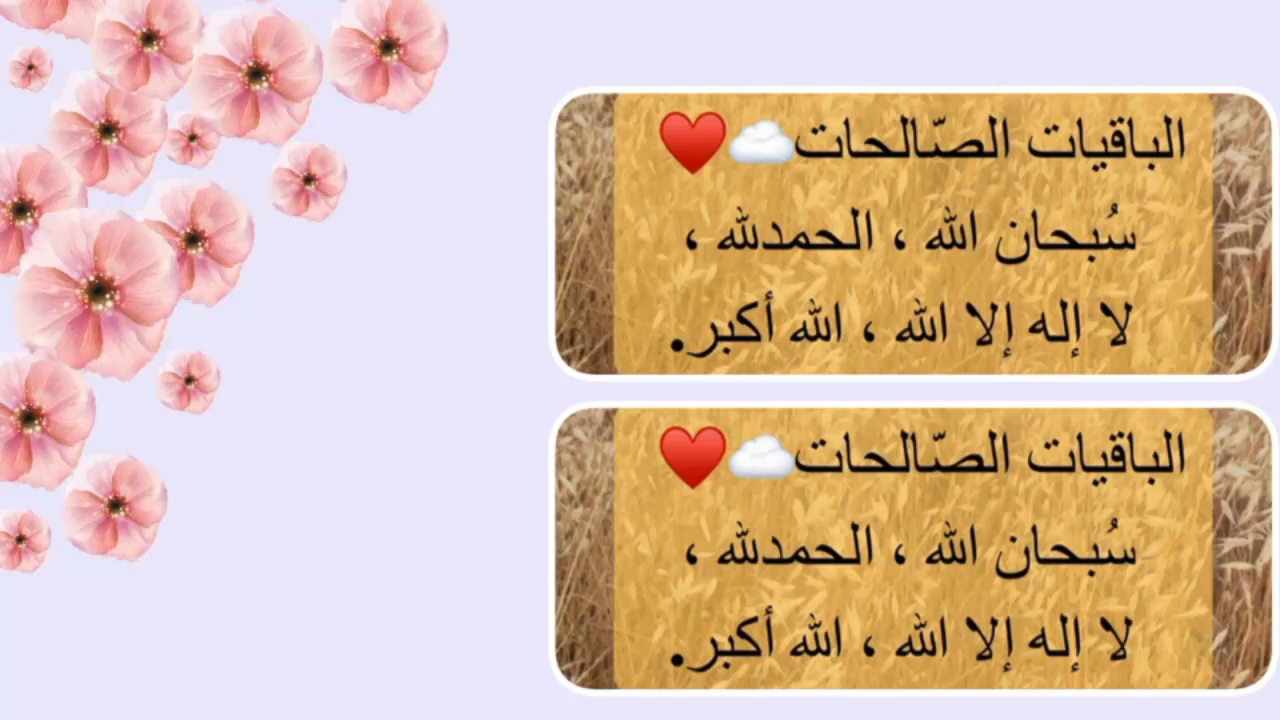 الباقيات الصّالحات☁️❤️
سُبحان الله ، الحمدلله ،
لا إله إلا الله ، الله أكبر.
الباقيات الصّالحات☁️❤️
سُبحان الله ، الحمدلله ،
لا إله إلا الله ، الله أكبر.